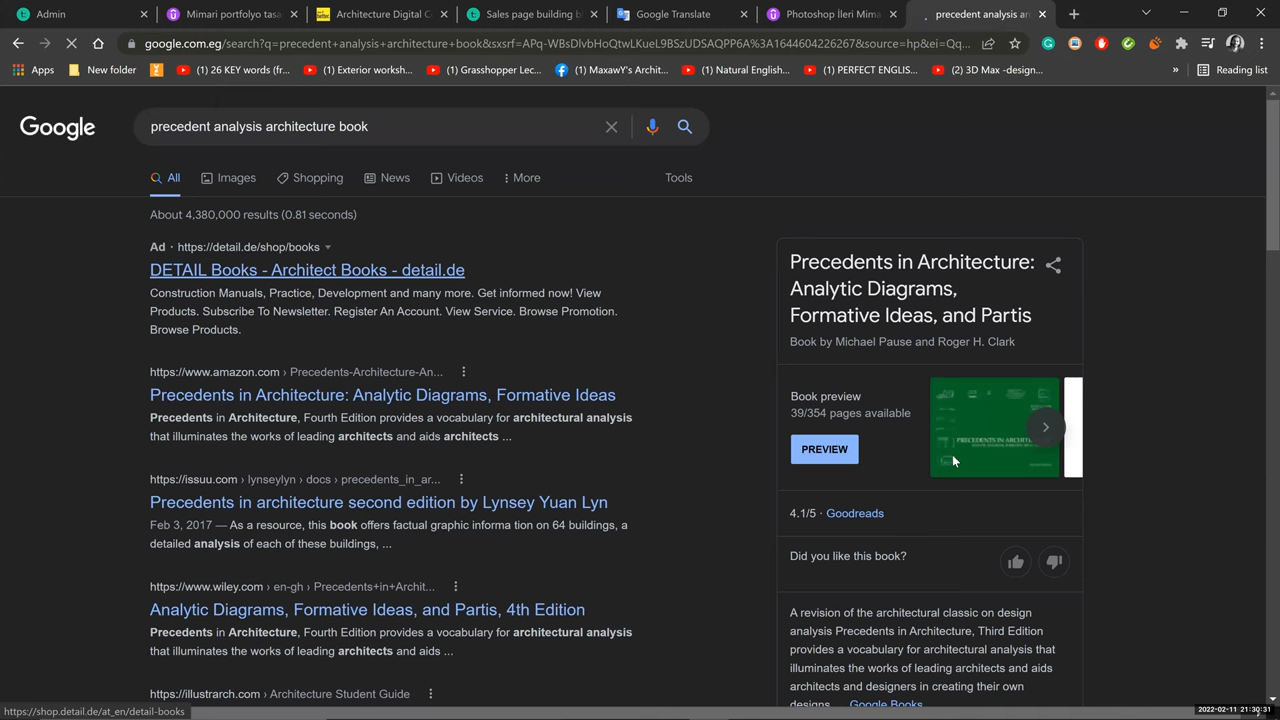 Admin
Mimari portfolyo tasa
Architecture Digital C
Sales page building b
Google Translate
Photoshop İleri Mima
precedent analysis arc
google.com.eg/search?q=precedent+analysis+architecture+book&sxsrf=APq-WBsDlvbHoQtwLKueL9BSzUDSAQPP6A%3A1644604226267&source=hp&ei=Qq...
Apps
New folder
(1) 26 KEY words (fr...
(1) Exterior worksh...
(1) Grasshopper Lec...
(1) MaxawY's Archit...
(1) Natural English...
(1) PERFECT ENGLIS...
(2) 3D Max -design...
»
Reading list
Google
precedent analysis architecture book
All
Images
Shopping
News
Videos
More
Tools
About 4,380,000 results (0.81 seconds)
Ad · https://detail.de/shop/books
DETAIL Books - Architect Books - detail.de
Construction Manuals, Practice, Development and many more. Get informed now! View
Products. Subscribe To Newsletter. Register An Account. View Service. Browse Promotion.
Browse Products.
https://www.amazon.com › Precedents-Architecture-An...
Precedents in Architecture: Analytic Diagrams, Formative Ideas
Precedents in Architecture, Fourth Edition provides a vocabulary for architectural analysis
that illuminates the works of leading architects and aids architects ...
https://issuu.com › lynseylyn › docs › precedents_in_ar...
Precedents in architecture second edition by Lynsey Yuan Lyn
Feb 3, 2017 — As a resource, this book offers factual graphic informa tion on 64 buildings, a
detailed analysis of each of these buildings, ...
https://www.wiley.com › en-gh › Precedents+in+Archit...
Analytic Diagrams, Formative Ideas, and Partis, 4th Edition
Precedents in Architecture, Fourth Edition provides a vocabulary for architectural analysis
that illuminates the works of leading architects and aids ...
https://illustrarch.com › Architecture Student Guide
Precedents in Architecture:
Analytic Diagrams,
Formative Ideas, and Partis
Book by Michael Pause and Roger H. Clark
Book preview
39/354 pages available
PREVIEW
PRECEDENTS IN ARCHIT
4.1/5 · Goodreads
Did you like this book?
A revision of the architectural classic on design
analysis Precedents in Architecture, Third Edition
provides a vocabulary for architectural analysis that
illuminates the works of leading architects and aids
architects and designers in creating their own
designs. Google Books
https://shop.detail.de/at_en/detail-books
2022-02-11 21:30:31